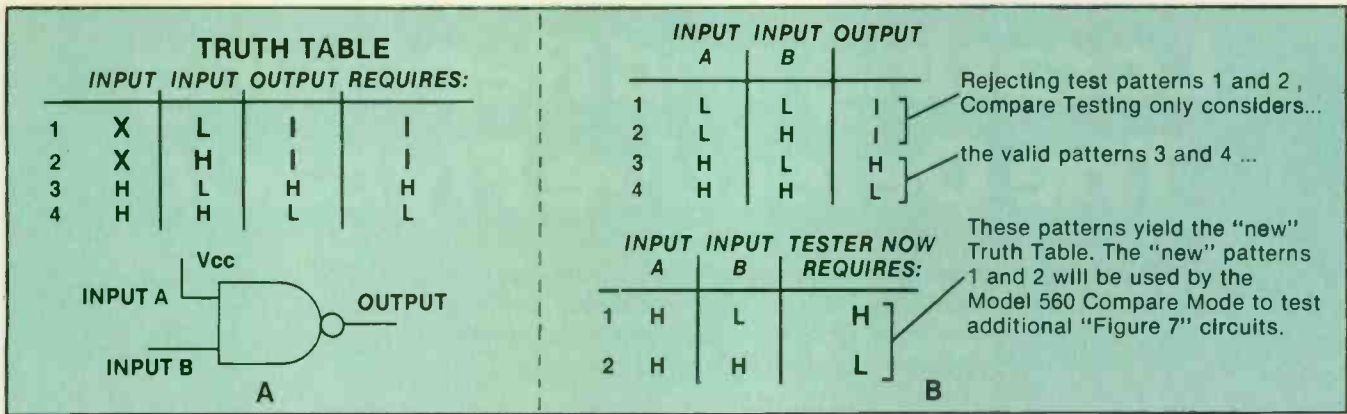 TRUTH TABLE
INPUT INPUT OUTPUT REQUIRES:
1 X L I I
2 X H I I
3 H L H H
4 H H L L
Vcc
INPUT A
OUTPUT
INPUT B
A
INPUT INPUT OUTPUT
A B
1 L L I
2 L H I
3 H L H
4 H H L
Rejecting test patterns 1 and 2 ,
Compare Testing only considers...
the valid patterns 3 and 4 ...
INPUT INPUT TESTER NOW
A B REQUIRES:
1 H L H
2 H H L
These patterns yield the “new”
Truth Table. The “new” patterns
1 and 2 will be used by the
Model 560 Compare Mode to test
additional “Figure 7” circuits.
B